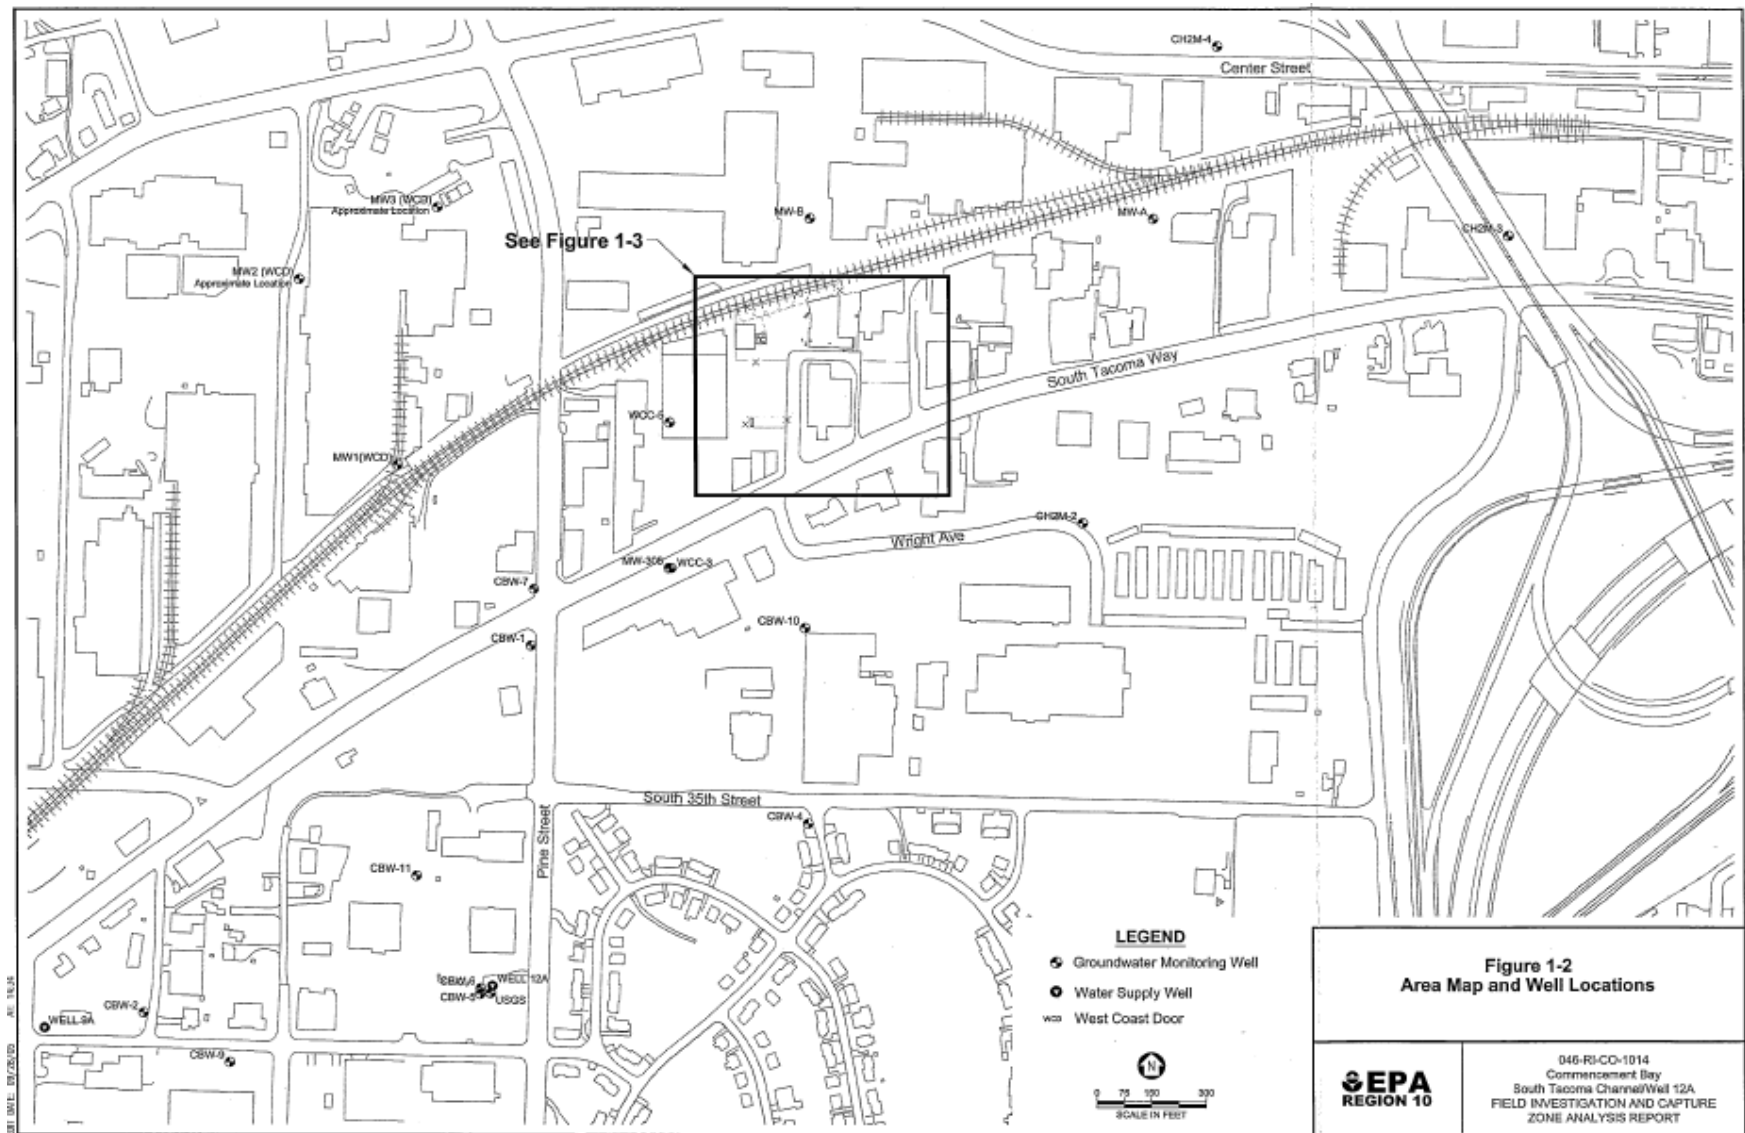 CH2M-4
Center Street
MW3 (WCD)
Approximate Location
MW-B
MW-A
CH2M-3
See Figure 1-3
MW2 (WCD)
Approximate Location
South Tacoma Way
WCC-5
MW1(WCD)
CH2M-2
Wright Ave
WCC-3
CBW-7
CBW-10
CBW-1
South 35th Street
Pine Street
CBW-4
CBW-11
WELL 12A
CBW-5
USGS
CBW-2
WELL 9A
CBW-9
LEGEND
Groundwater Monitoring Well
Water Supply Well
WCD West Coast Door
N
0 75 150 300
SCALE IN FEET
Figure 1-2
Area Map and Well Locations
EPA
REGION 10
046-RI-CO-1014
Commencement Bay
South Tacoma Channel/Well 12A
FIELD INVESTIGATION AND CAPTURE
ZONE ANALYSIS REPORT